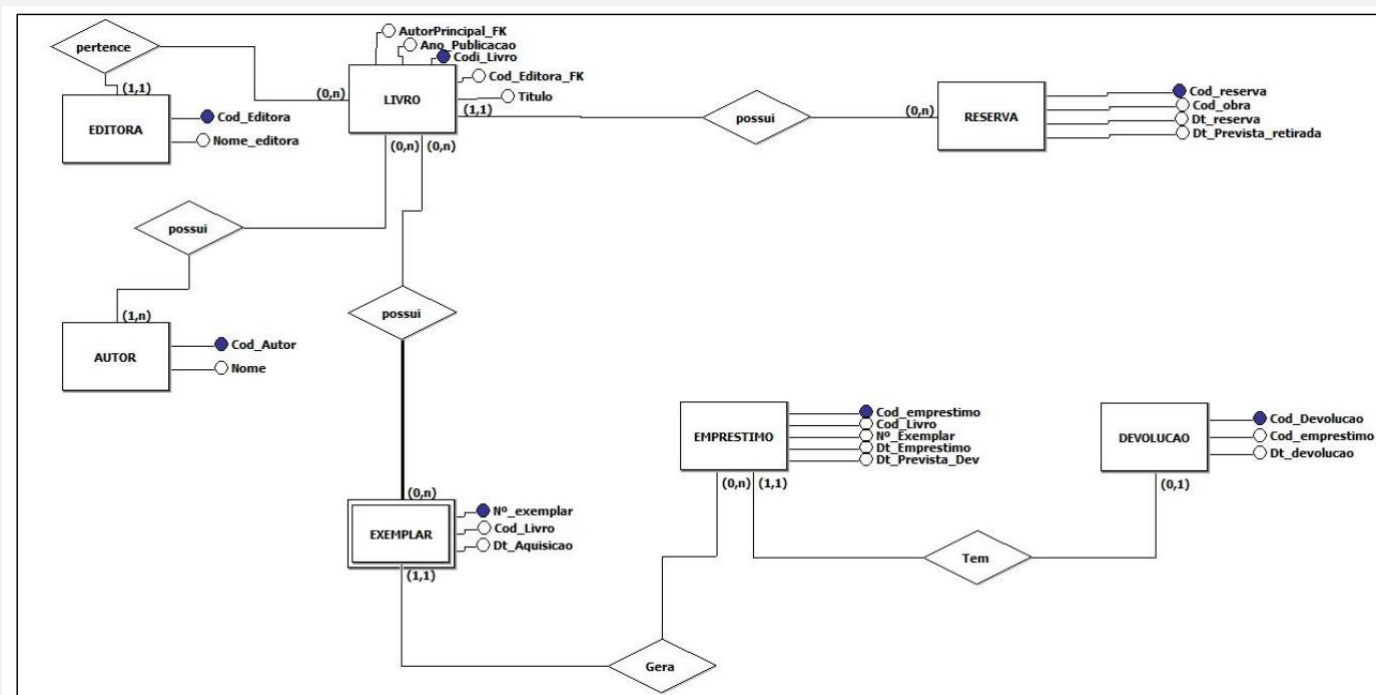 pertence
(1,1)
EDITORA
Cod_Editora
Nome_editora
(0,n)
AutorPrincipal_FK
Ano_Publicacao
Codi_Livro
LIVRO
Cod_Editora_FK
Titulo
(1,1)
(0,n)
(0,n)
possui
(0,n)
RESERVA
Cod_reserva
Cod_obra
Dt_reserva
Dt_Prevista_retirada
possui
(1,n)
AUTOR
Cod_Autor
Nome
possui
(0,n)
EXEMPLAR
Nº_exemplar
Cod_Livro
Dt_Aquisicao
(1,1)
EMPRESTIMO
Cod_emprestimo
Cod_Livro
Nº_Exemplar
Dt_Emprestimo
Dt_Prevista_Dev
(0,n)
(1,1)
DEVOLUCAO
Cod_Devolucao
Cod_emprestimo
Dt_devolucao
(0,1)
Tem
Gera